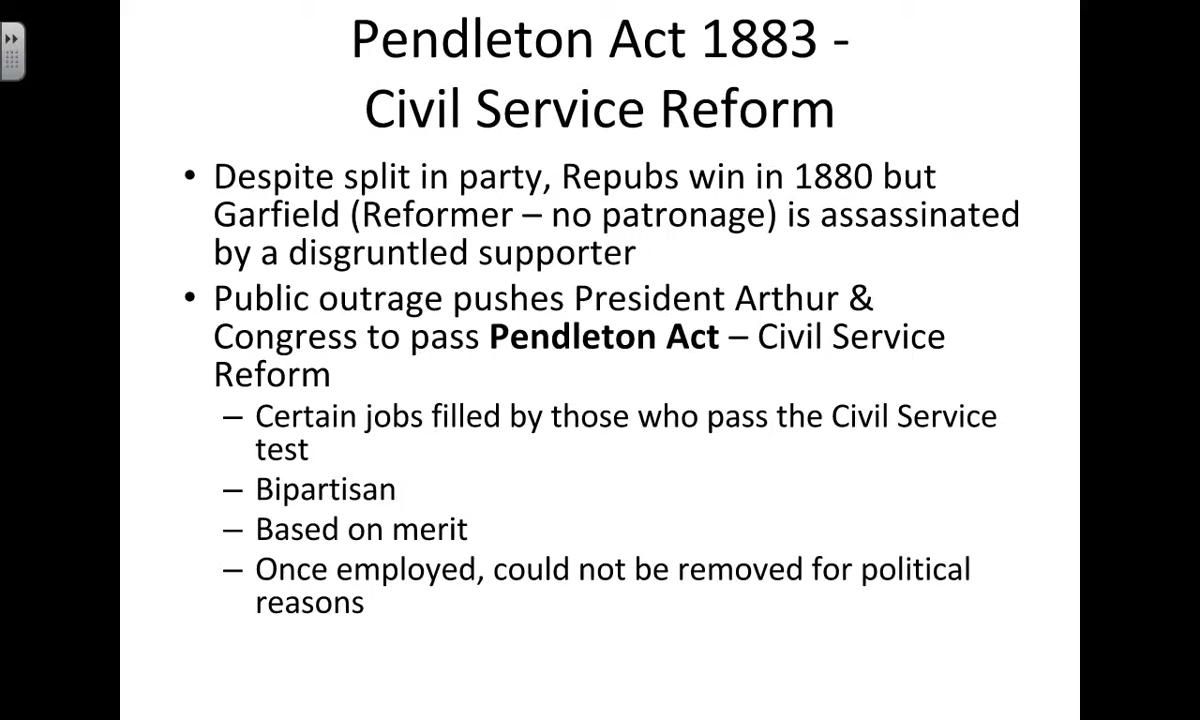 Pendleton Act 1883 -
Civil Service Reform
• Despite split in party, Repubs win in 1880 but
Garfield (Reformer – no patronage) is assassinated
by a disgruntled supporter
• Public outrage pushes President Arthur &
Congress to pass Pendleton Act – Civil Service
Reform
– Certain jobs filled by those who pass the Civil Service
test
– Bipartisan
– Based on merit
– Once employed, could not be removed for political
reasons